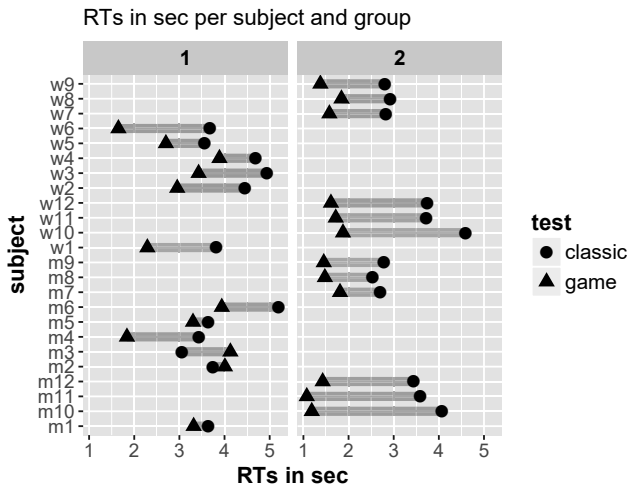 RTs in sec per subject and group
1 2
w9
w8
w7
w6
w5
w4
w3
w2
w12
w11
w10
w1
m9
m8
m7
m6
m5
m4
m3
m2
m12
m11
m10
m1
subject
test
classic
game
1 2 3 4 5 1 2 3 4 5
RTs in sec